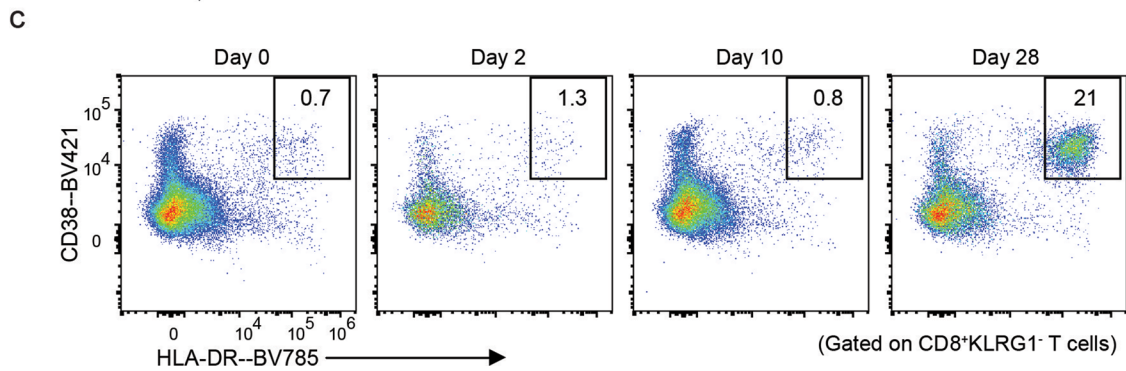 C
Day 0
Day 2
Day 10
Day 28
0.7
1.3
0.8
21
CD38--BV421
10⁵
10⁴
0
0
10⁴
10⁵
10⁶
HLA-DR--BV785
(Gated on CD8⁺KLRG1⁻ T cells)